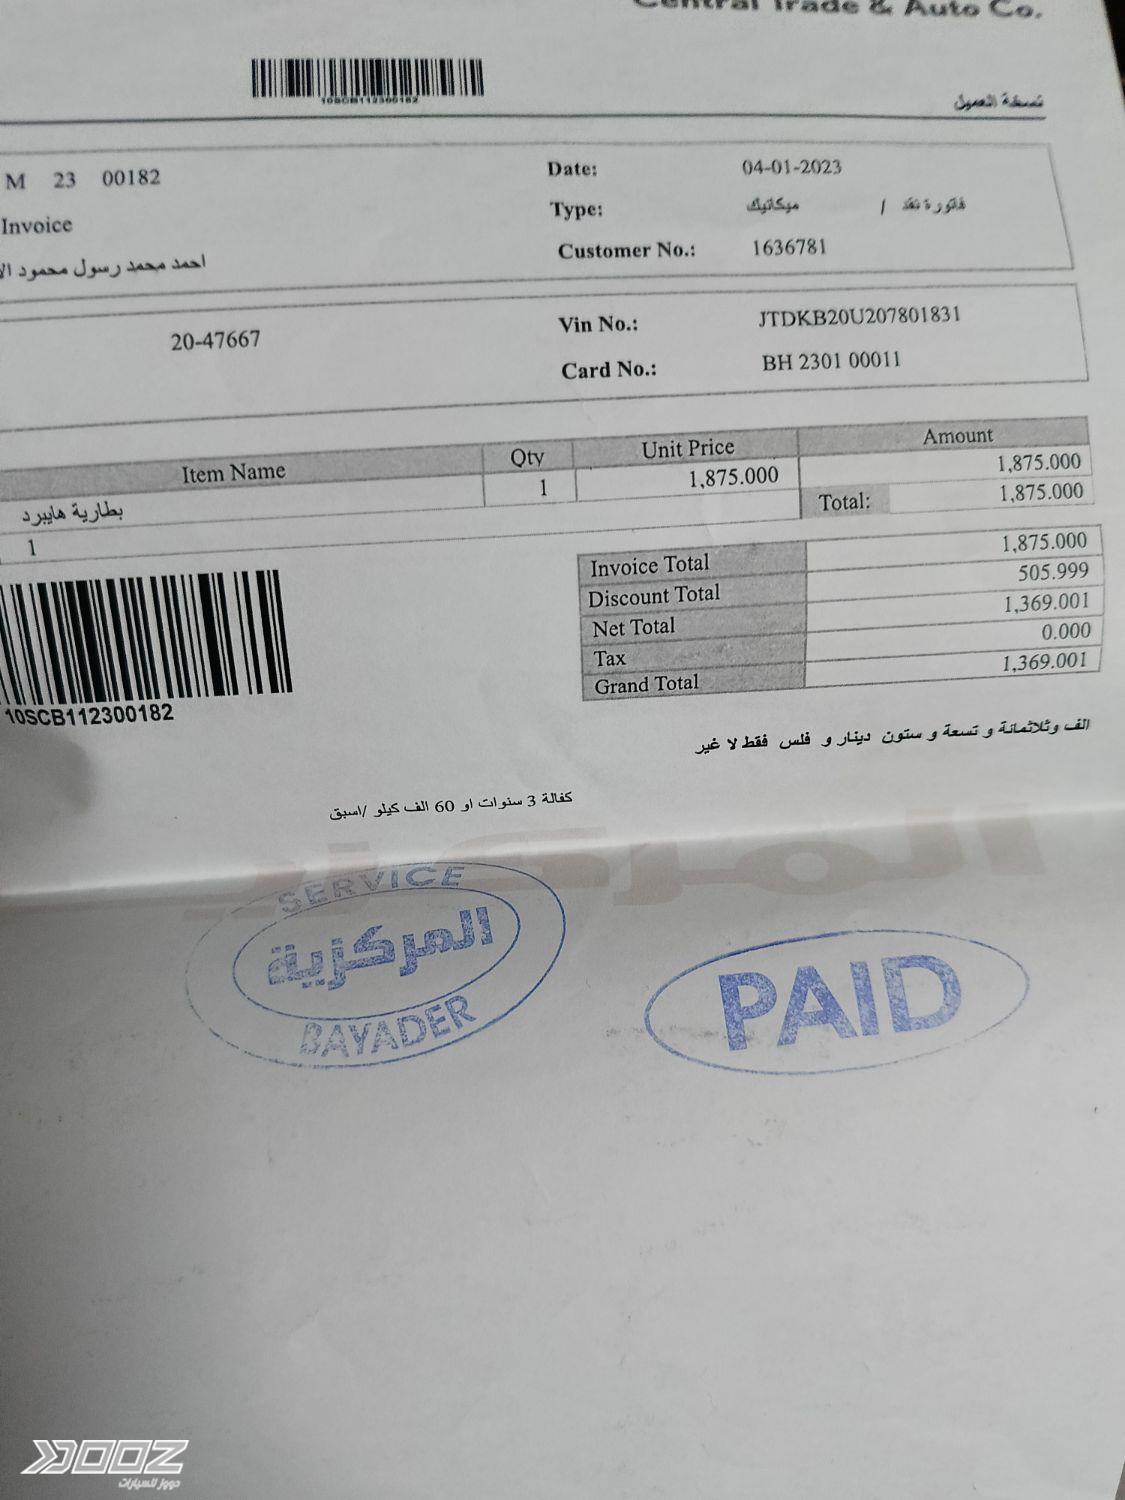 Central Trade & Auto Co.
10SCB112300182
نسخة العميل
M 23 00182
Date: 04-01-2023
Invoice
Type: فاتورة نقد / ميكانيك
احمد محمد رسول محمود الا
Customer No.: 1636781
20-47667
Vin No.: JTDKB20U207801831
Card No.: BH 2301 00011
Item Name Qty Unit Price Amount
بطارية هايبرد 1 1,875.000 1,875.000
1 Total: 1,875.000
Invoice Total 1,875.000
Discount Total 505.999
Net Total 1,369.001
Tax 0.000
Grand Total 1,369.001
10SCB112300182
الف وثلاثمائة و تسعة و ستون دينار و فلس فقط لا غير
كفالة 3 سنوات او 60 الف كيلو /اسبق
المركزية
SERVICE
المركزية
BAYADER
PAID
DOOZ
دووز للسيارات